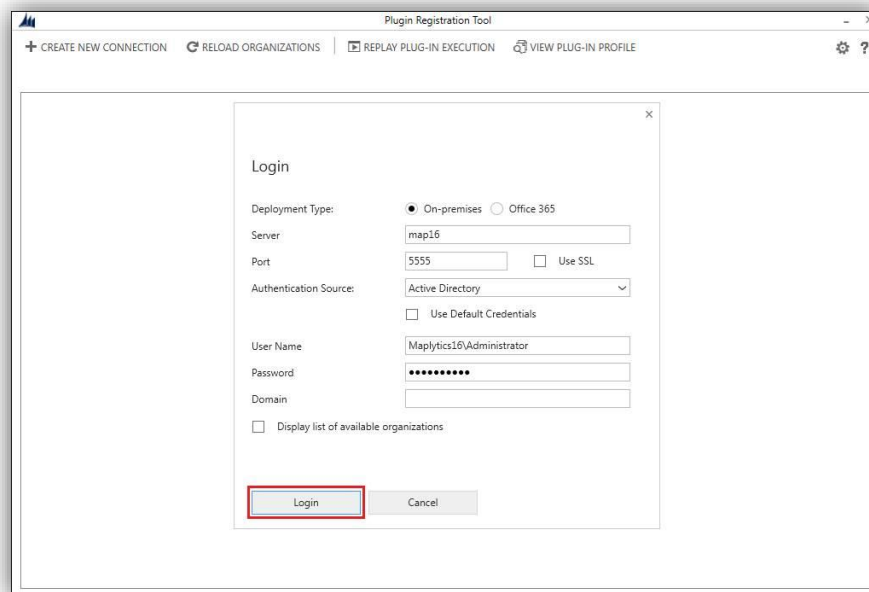 Plugin Registration Tool
CREATE NEW CONNECTION RELOAD ORGANIZATIONS REPLAY PLUG-IN EXECUTION VIEW PLUG-IN PROFILE ?
Login
Deployment Type: On-premises Office 365
Server map16
Port 5555 Use SSL
Authentication Source: Active Directory
Use Default Credentials
User Name Maplytics16\Administrator
Password ••••••••••
Domain
Display list of available organizations
Login Cancel